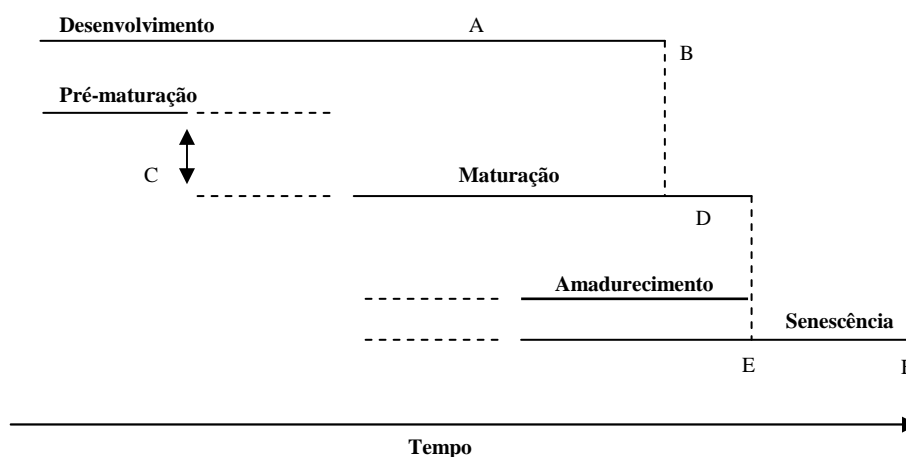 Desenvolvimento
A
B
Pré-maturação
C
Maturação
D
Amadurecimento
Senescência
E
Tempo